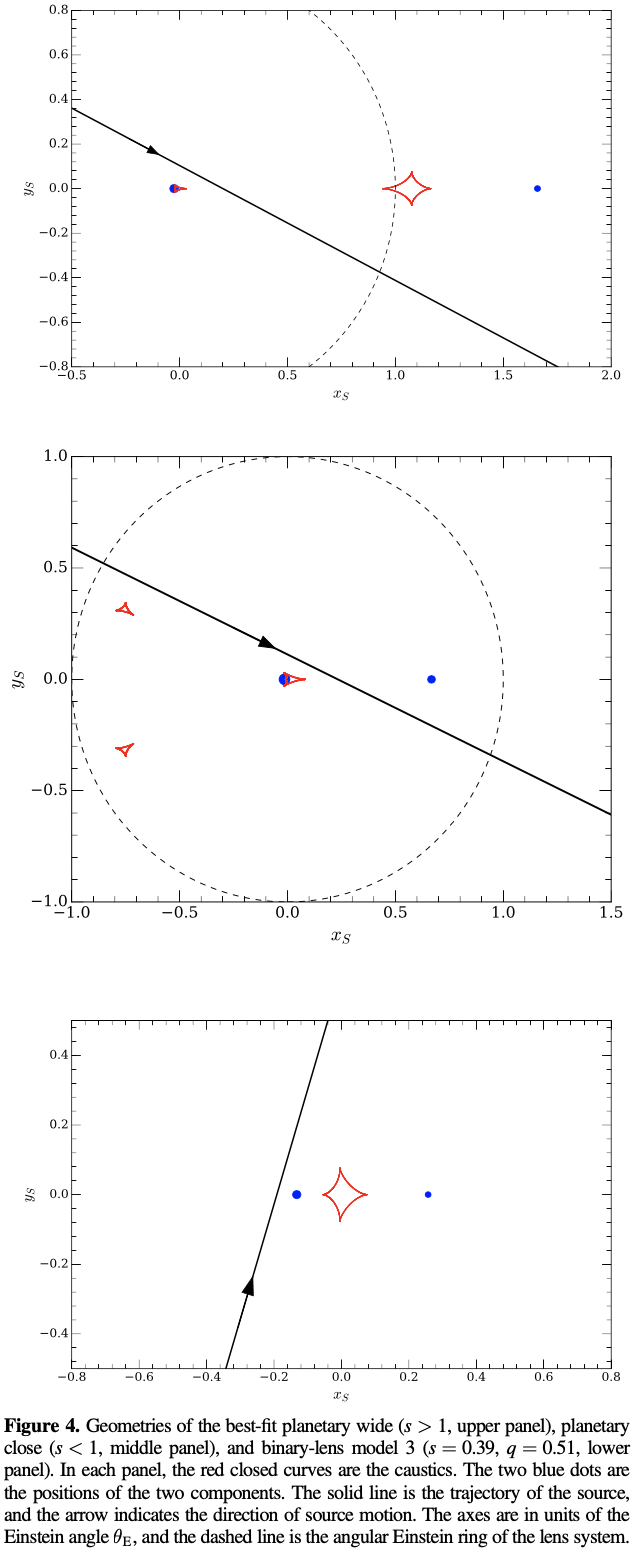 0.8
0.6
0.4
0.2
0.0
−0.2
−0.4
−0.6
−0.8
y_S
−0.5 0.0 0.5 1.0 1.5 2.0
x_S
1.0
0.5
0.0
−0.5
−1.0
y_S
−1.0 −0.5 0.0 0.5 1.0 1.5
x_S
0.4
0.2
0.0
−0.2
−0.4
y_S
−0.8 −0.6 −0.4 −0.2 0.0 0.2 0.4 0.6 0.8
x_S
Figure 4. Geometries of the best-fit planetary wide (s > 1, upper panel), planetary
close (s < 1, middle panel), and binary-lens model 3 (s = 0.39, q = 0.51, lower
panel). In each panel, the red closed curves are the caustics. The two blue dots are
the positions of the two components. The solid line is the trajectory of the source,
and the arrow indicates the direction of source motion. The axes are in units of the
Einstein angle θ_E, and the dashed line is the angular Einstein ring of the lens system.